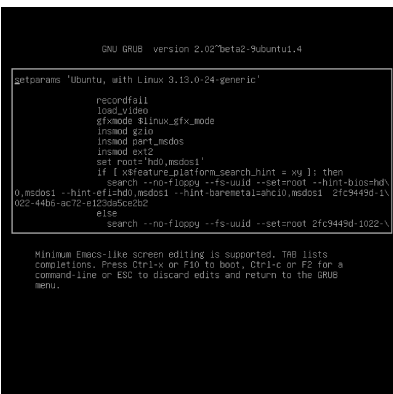 GNU GRUB  version 2.02~beta2-9ubuntu1.4
setparams 'Ubuntu, with Linux 3.13.0-24-generic'
recordfail
load_video
gfxmode $linux_gfx_mode
insmod gzio
insmod part_msdos
insmod ext2
set root='hd0,msdos1'
if [ x$feature_platform_search_hint = xy ]; then
search --no-floppy --fs-uuid --set=root --hint-bios=hd\
0,msdos1 --hint-efi=hd0,msdos1 --hint-baremetal=ahci0,msdos1  2fc9449d-1\
022-44b6-ac72-e123da5ce2b2
else
search --no-floppy --fs-uuid --set=root 2fc9449d-1022-\
Minimum Emacs-like screen editing is supported. TAB lists
completions. Press Ctrl-x or F10 to boot, Ctrl-c or F2 for a
command-line or ESC to discard edits and return to the GRUB
menu.